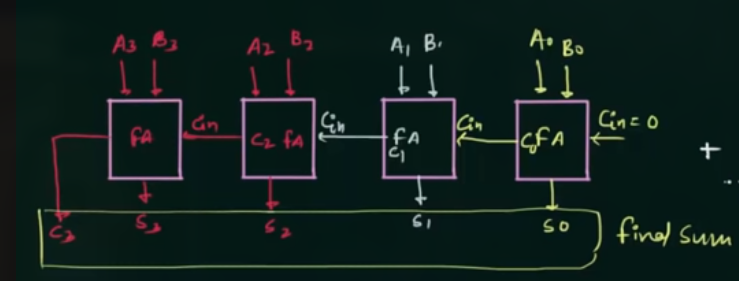 A3 B3 A2 B2 A1 B1 A0 B0
FA Cin C2 FA Cin FA Cin C0 FA Cin = 0
C1
+
C3 S3 S2 S1 S0 final sum